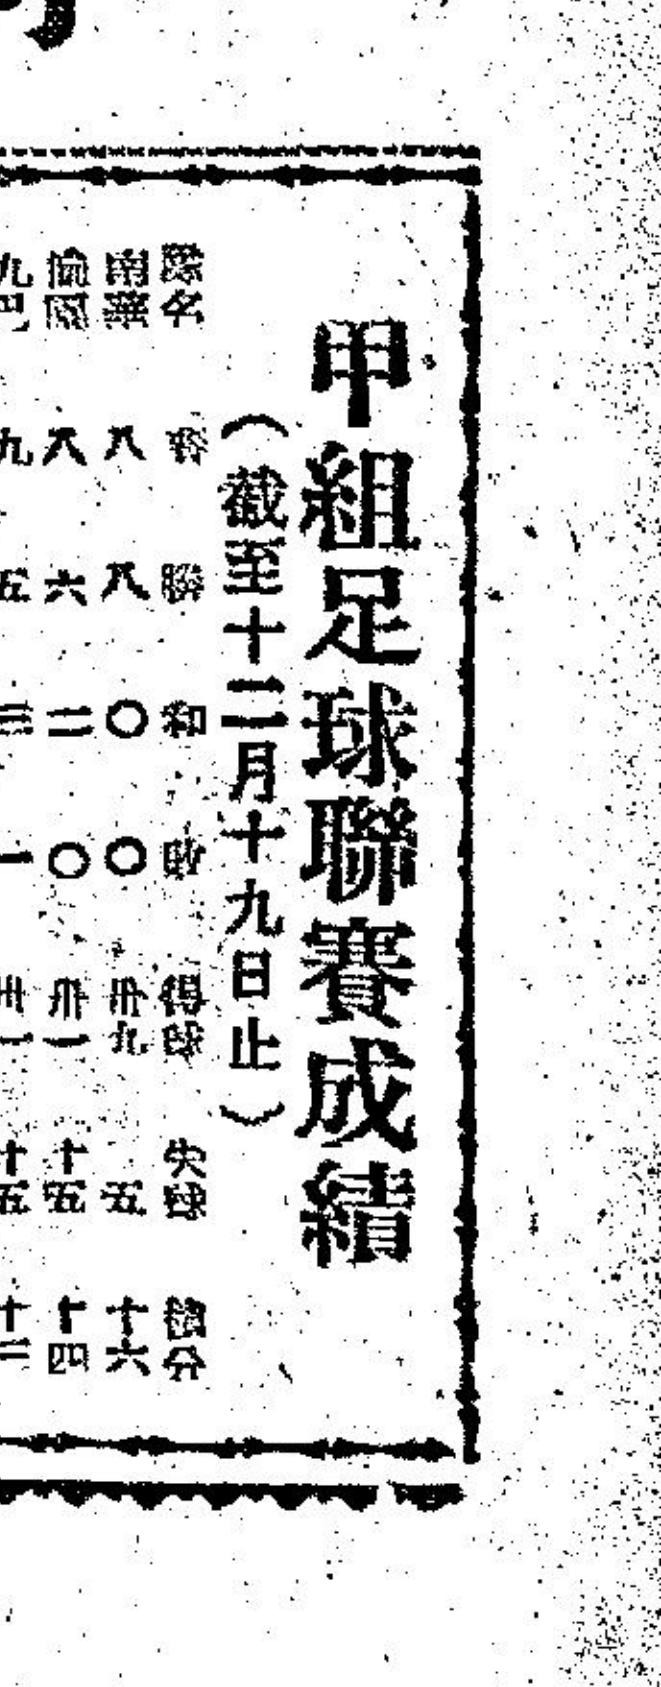 甲組足球聯賽成績
（截至十二月十九日止）
隊名 賽 勝 和 敗 得球 失球 積分
南華 八 八 〇 〇 卅九 五 十六
愉園 八 六 二 〇 卅一 十五 十四
九巴 九 五 三 一 卅一 十五 十三